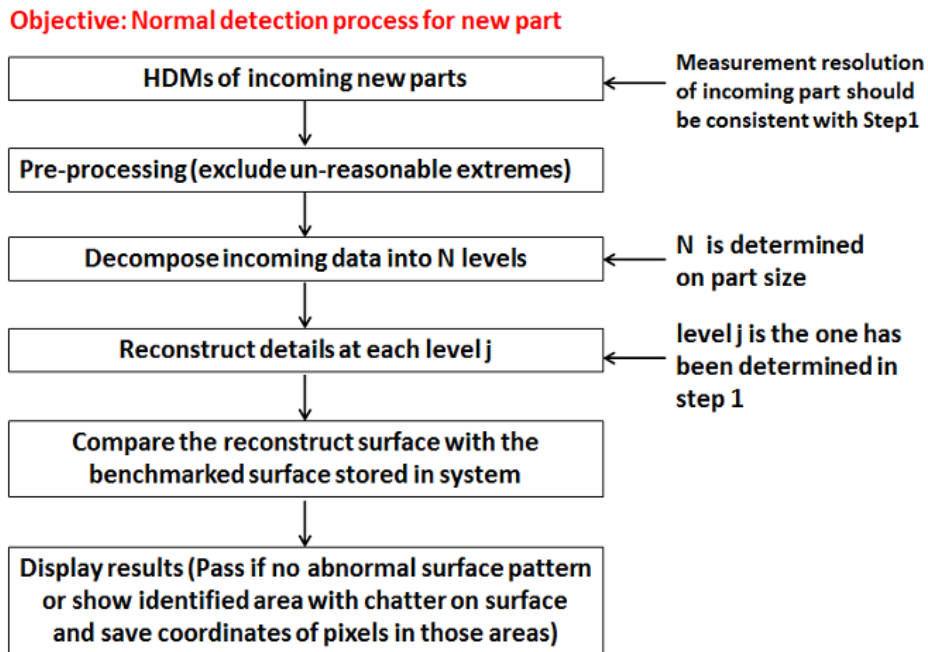 Objective: Normal detection process for new part
HDMs of incoming new parts
Measurement resolution
of incoming part should
be consistent with Step1
Pre-processing (exclude un-reasonable extremes)
Decompose incoming data into N levels
N is determined
on part size
Reconstruct details at each level j
level j is the one has
been determined in
step 1
Compare the reconstruct surface with the
benchmarked surface stored in system
Display results (Pass if no abnormal surface pattern
or show identified area with chatter on surface
and save coordinates of pixels in those areas)